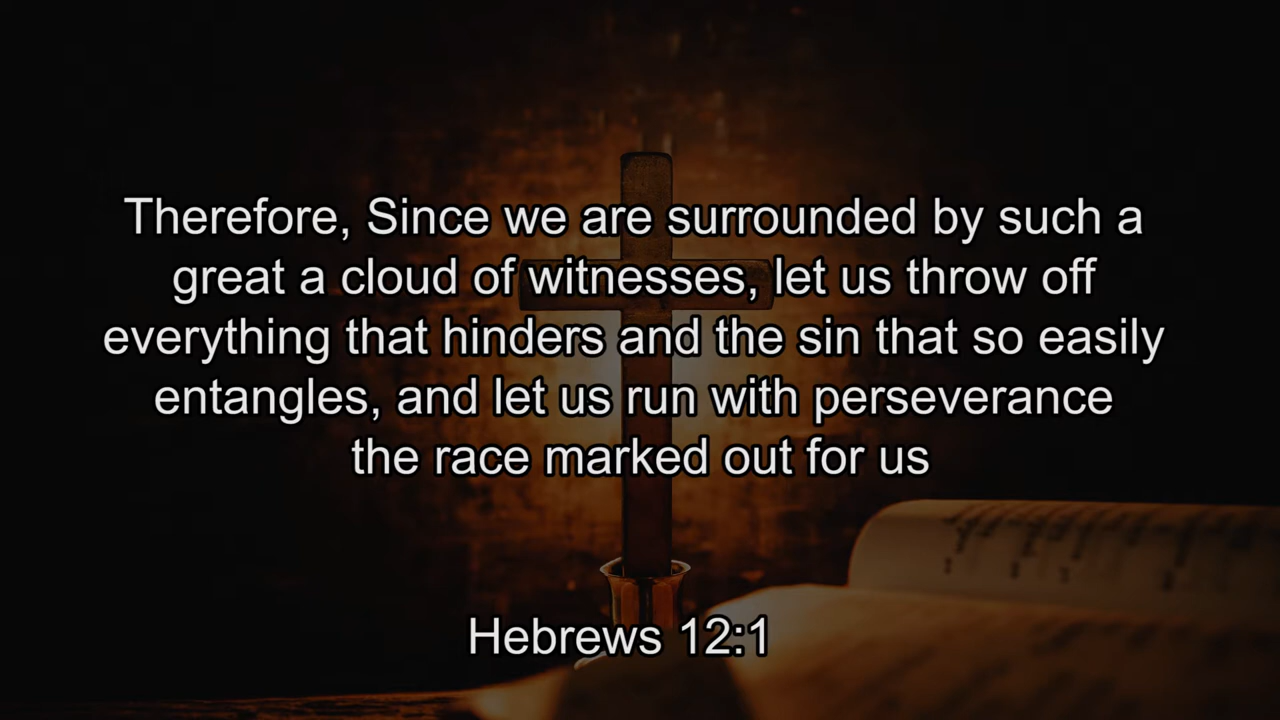 Therefore, Since we are surrounded by such a
great a cloud of witnesses, let us throw off
everything that hinders and the sin that so easily
entangles, and let us run with perseverance
the race marked out for us
Hebrews 12:1